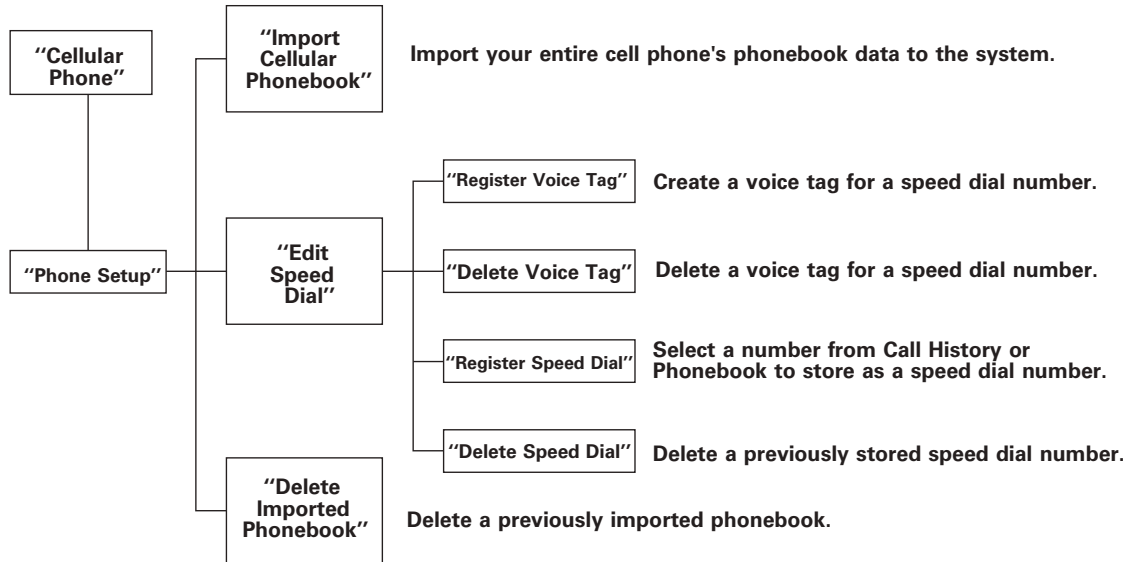 "Cellular
Phone"
"Import
Cellular
Phonebook"
Import your entire cell phone's phonebook data to the system.
"Phone Setup"
"Edit
Speed
Dial"
"Register Voice Tag"
Create a voice tag for a speed dial number.
"Delete Voice Tag"
Delete a voice tag for a speed dial number.
"Register Speed Dial"
Select a number from Call History or
Phonebook to store as a speed dial number.
"Delete Speed Dial"
Delete a previously stored speed dial number.
"Delete
Imported
Phonebook"
Delete a previously imported phonebook.